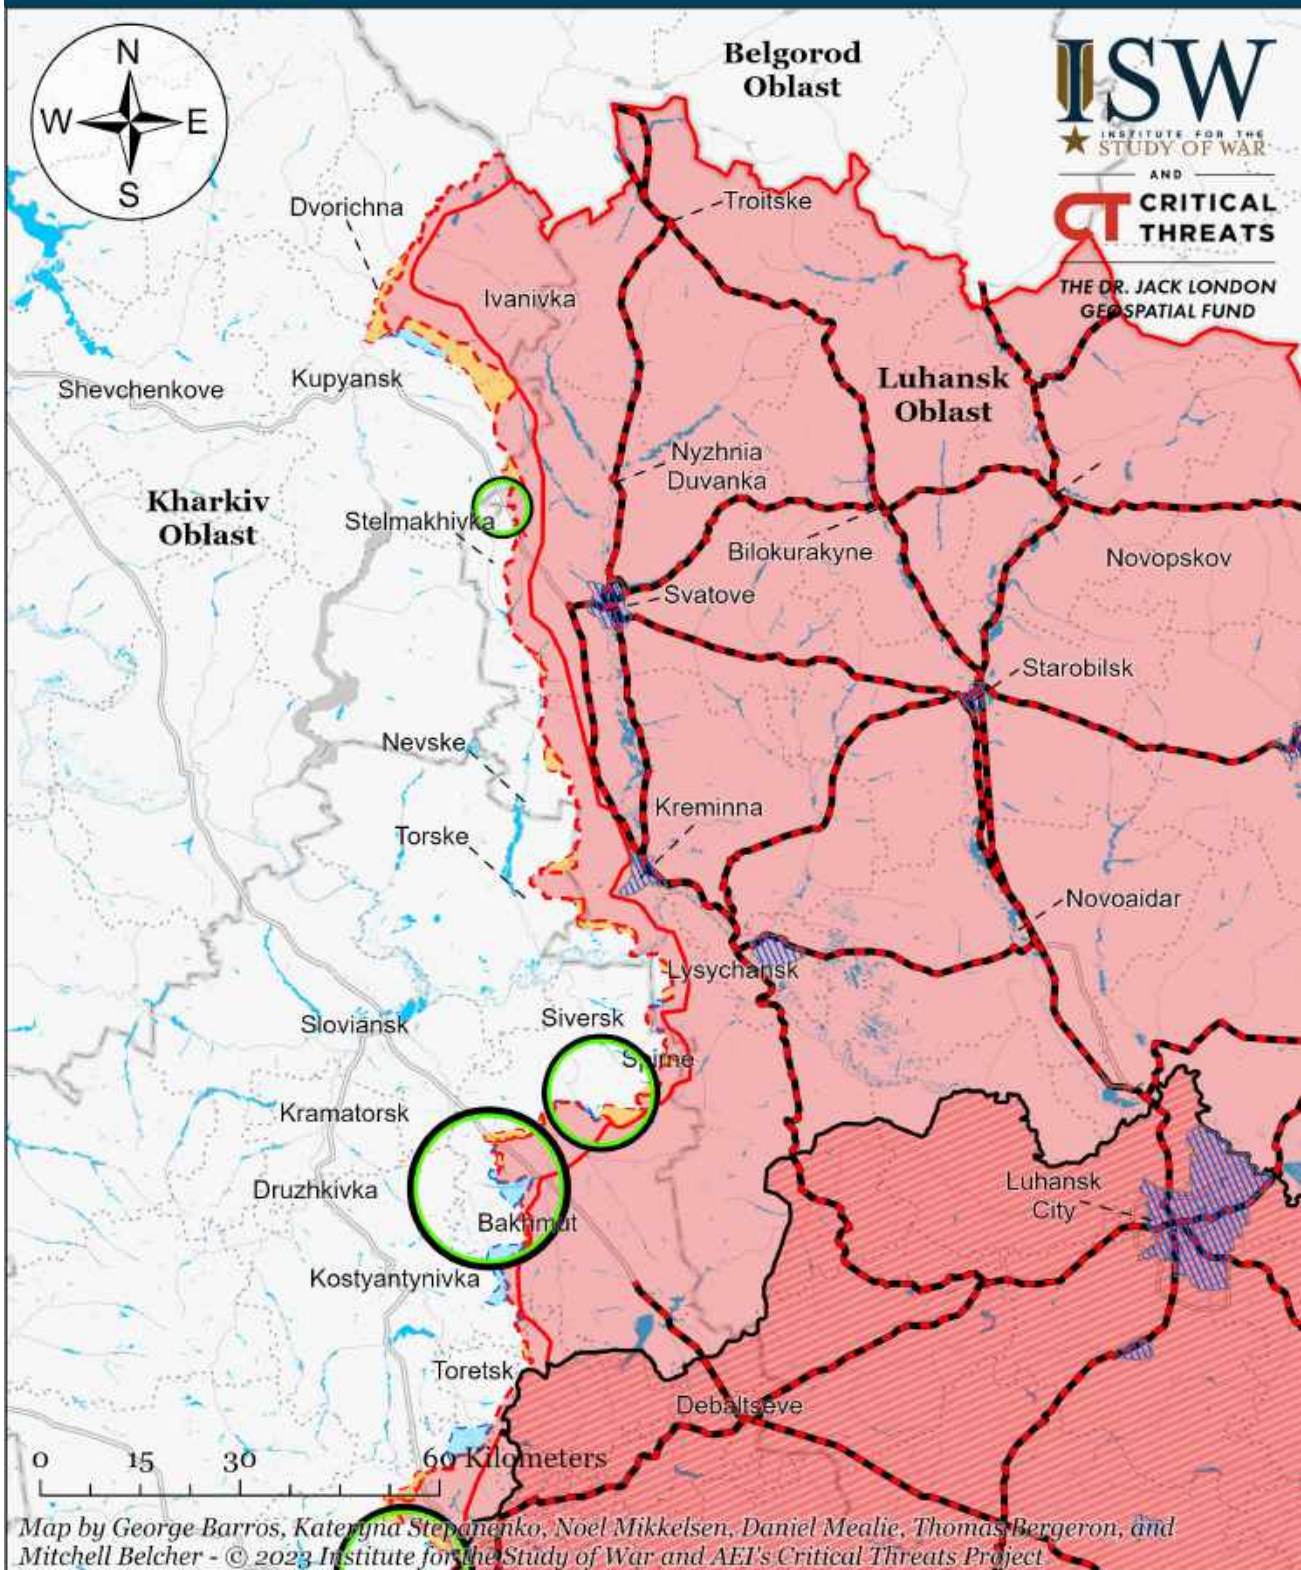 N
W E
S
Belgorod
Oblast
ISW
INSTITUTE FOR THE
STUDY OF WAR
AND
CT CRITICAL
THREATS
THE DR. JACK LONDON
GEOSPATIAL FUND
Dvorichna
Troitske
Ivanivka
Shevchenkove
Kupyansk
Luhansk
Oblast
Nyzhnia
Duvanka
Kharkiv
Oblast
Stelmakhivka
Bilokurakyne
Novopskov
Svatove
Starobilsk
Nevske
Kreminna
Torske
Novoaidar
Lysychansk
Sloviansk
Siversk
Spirne
Kramatorsk
Druzhkivka
Luhansk
City
Bakhmut
Kostyantynivka
Toretsk
Debaltseve
0 15 30 60 Kilometers
Map by George Barros, Kateryna Stepanenko, Noel Mikkelsen, Daniel Mealie, Thomas Bergeron, and
Mitchell Belcher - © 2023 Institute for the Study of War and AEI's Critical Threats Project